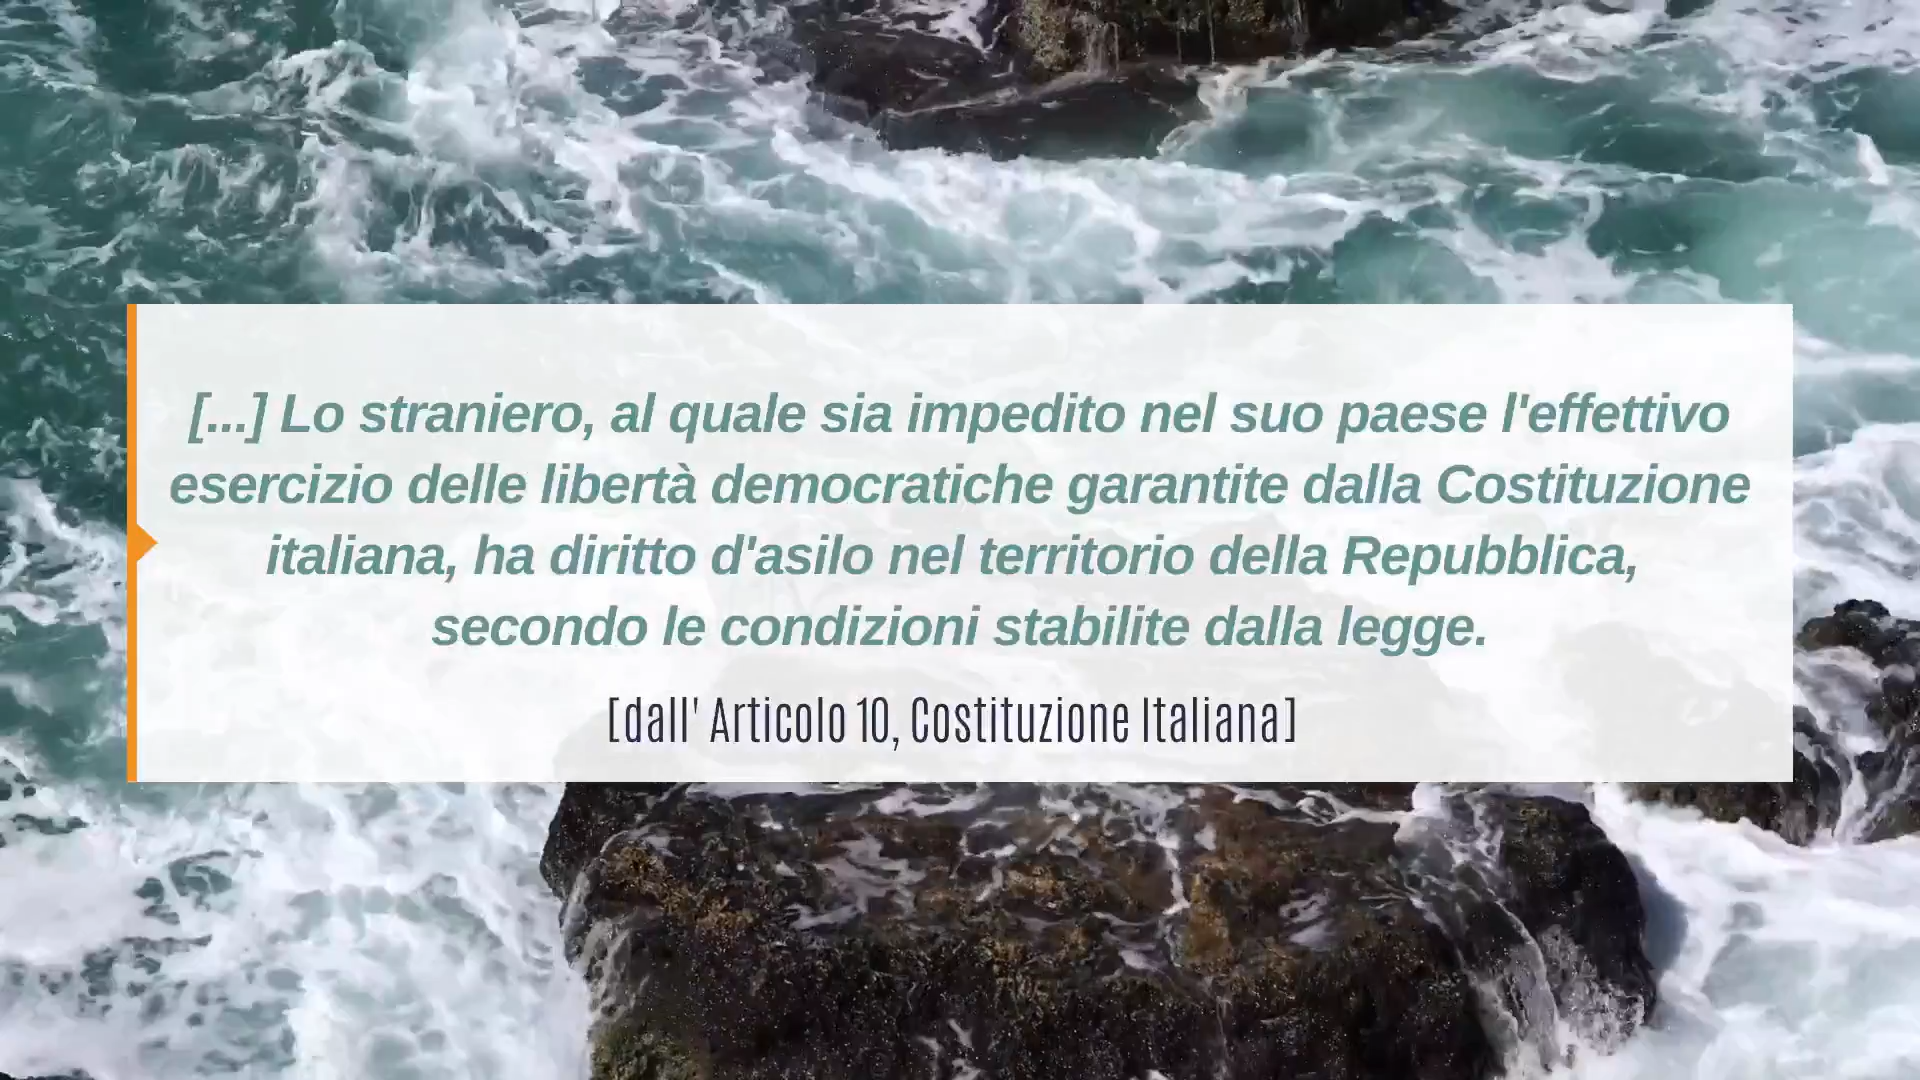 [...] Lo straniero, al quale sia impedito nel suo paese l'effettivo
esercizio delle libertà democratiche garantite dalla Costituzione
italiana, ha diritto d'asilo nel territorio della Repubblica,
secondo le condizioni stabilite dalla legge.
[dall' Articolo 10, Costituzione Italiana]